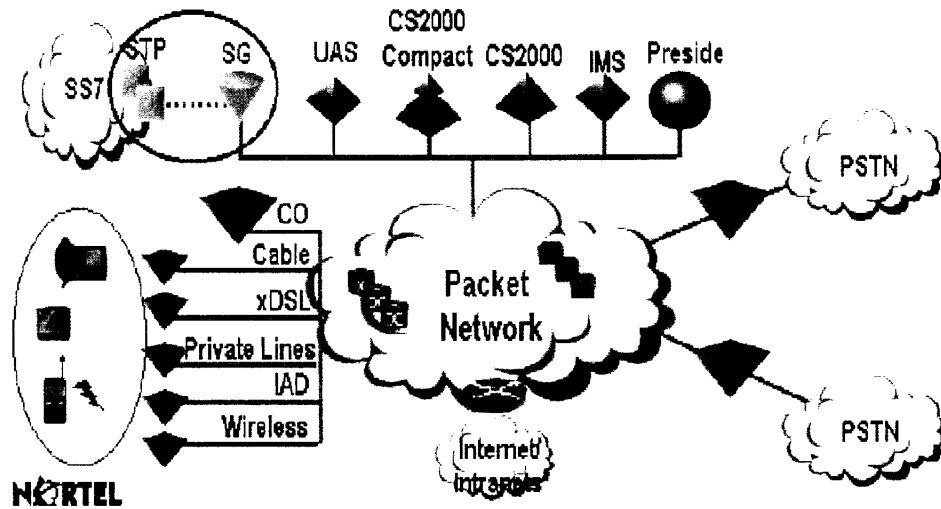 SS7
STP
SG
UAS
CS2000
Compact
CS2000
IMS
Preside
PSTN
CO
Cable
xDSL
Private Lines
IAD
Wireless
Packet
Network
Internet/
Intranets
PSTN
NORTEL